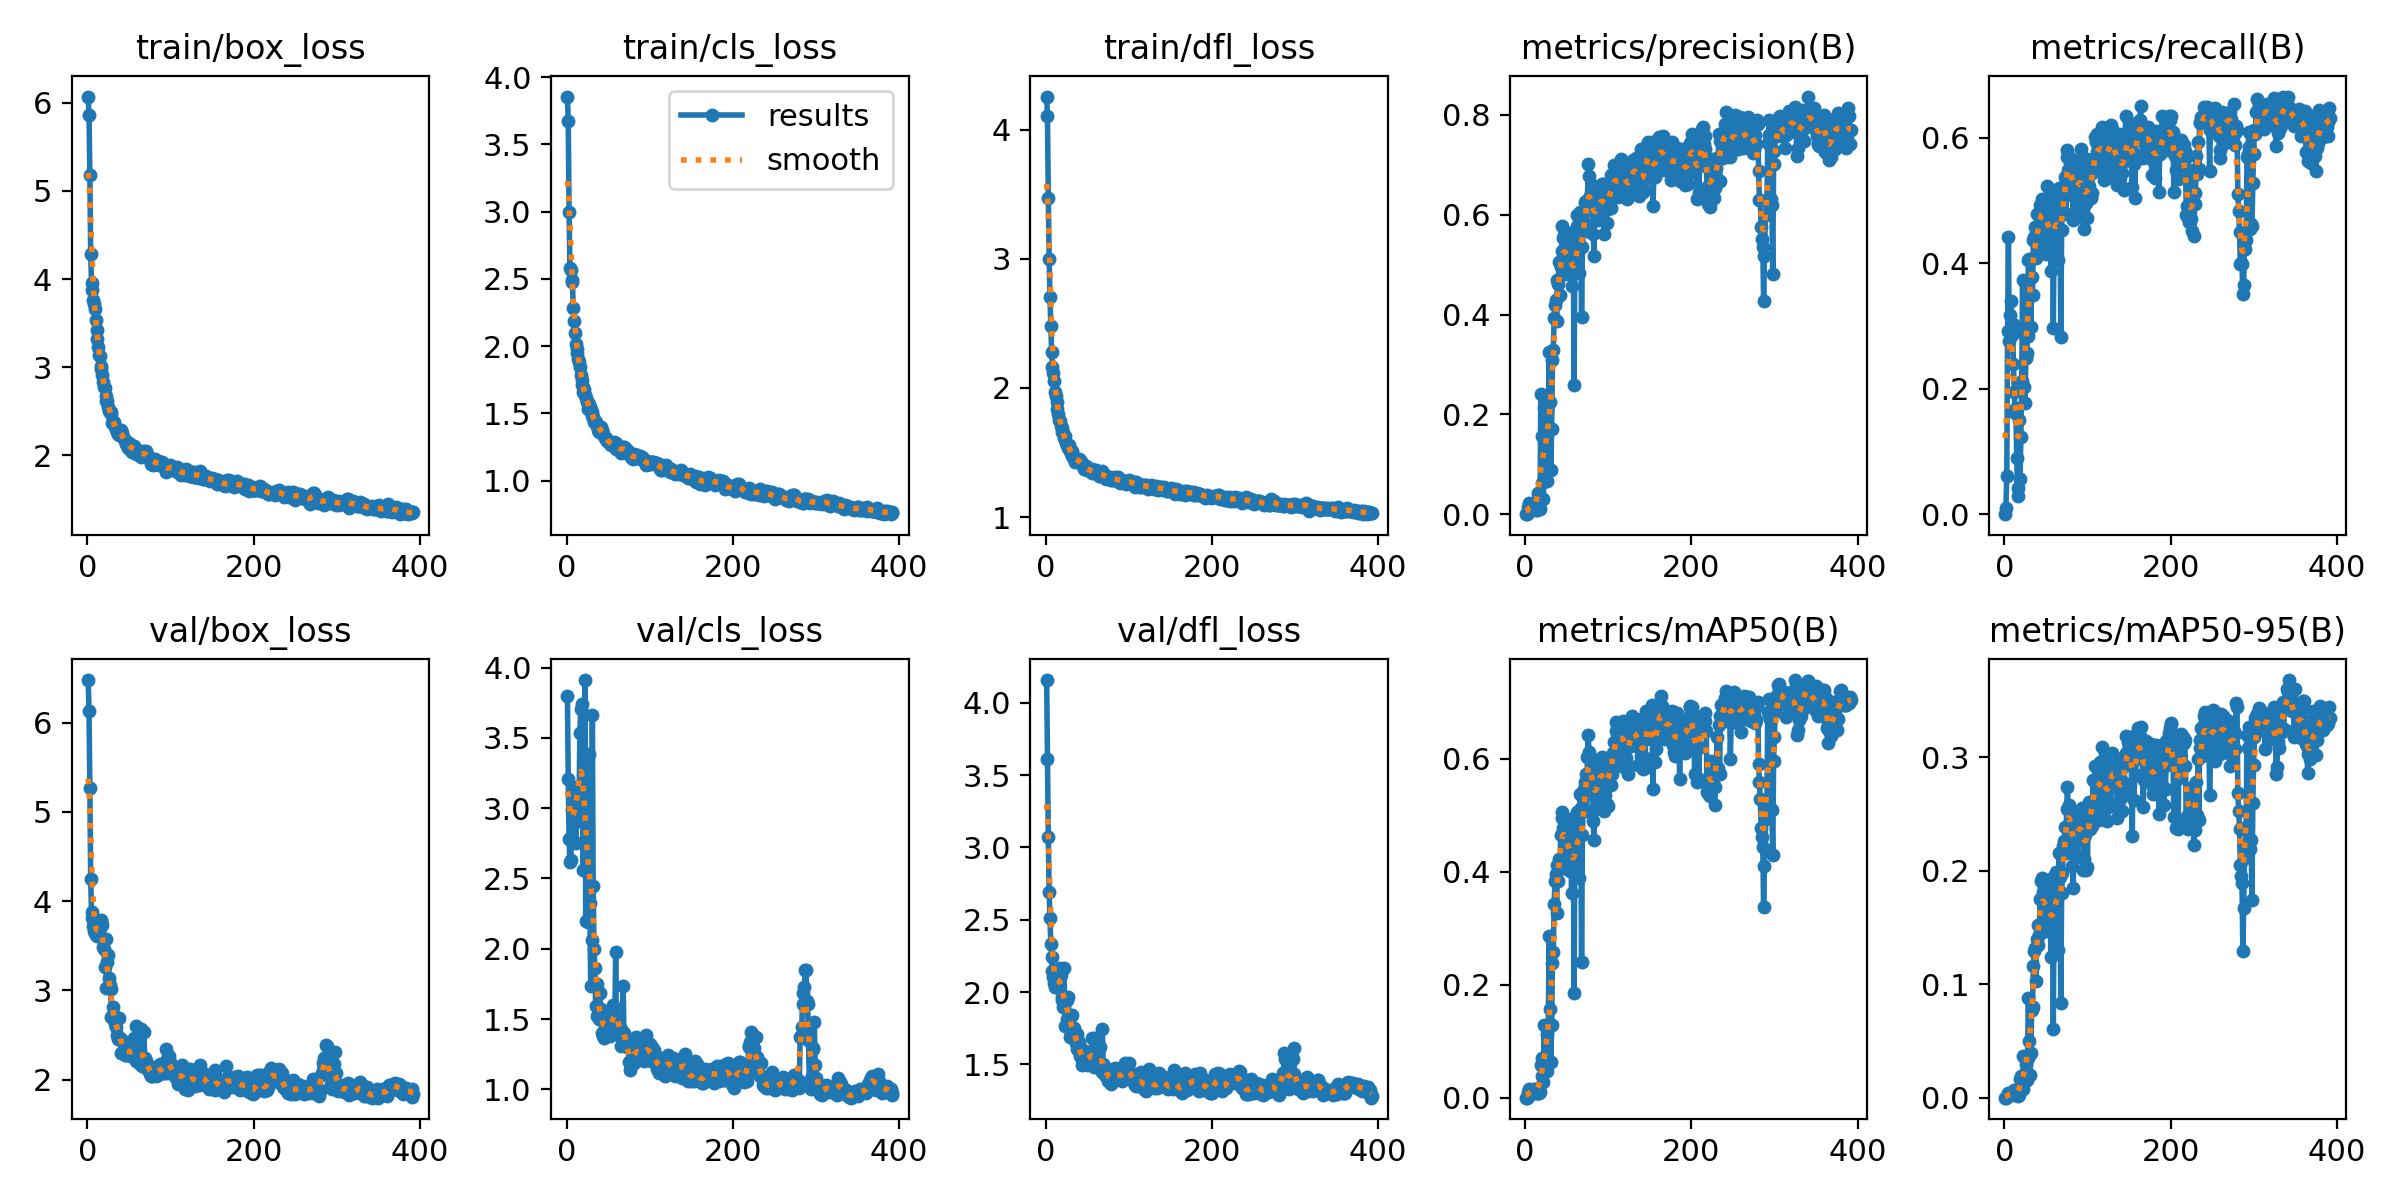 train/box_loss
6
5
4
3
2
0 200 400
train/cls_loss
4.0
3.5
3.0
2.5
2.0
1.5
1.0
results
smooth
0 200 400
train/dfl_loss
4
3
2
1
0 200 400
metrics/precision(B)
0.8
0.6
0.4
0.2
0.0
0 200 400
metrics/recall(B)
0.6
0.4
0.2
0.0
0 200 400
val/box_loss
6
5
4
3
2
0 200 400
val/cls_loss
4.0
3.5
3.0
2.5
2.0
1.5
1.0
0 200 400
val/dfl_loss
4.0
3.5
3.0
2.5
2.0
1.5
0 200 400
metrics/mAP50(B)
0.6
0.4
0.2
0.0
0 200 400
metrics/mAP50-95(B)
0.3
0.2
0.1
0.0
0 200 400